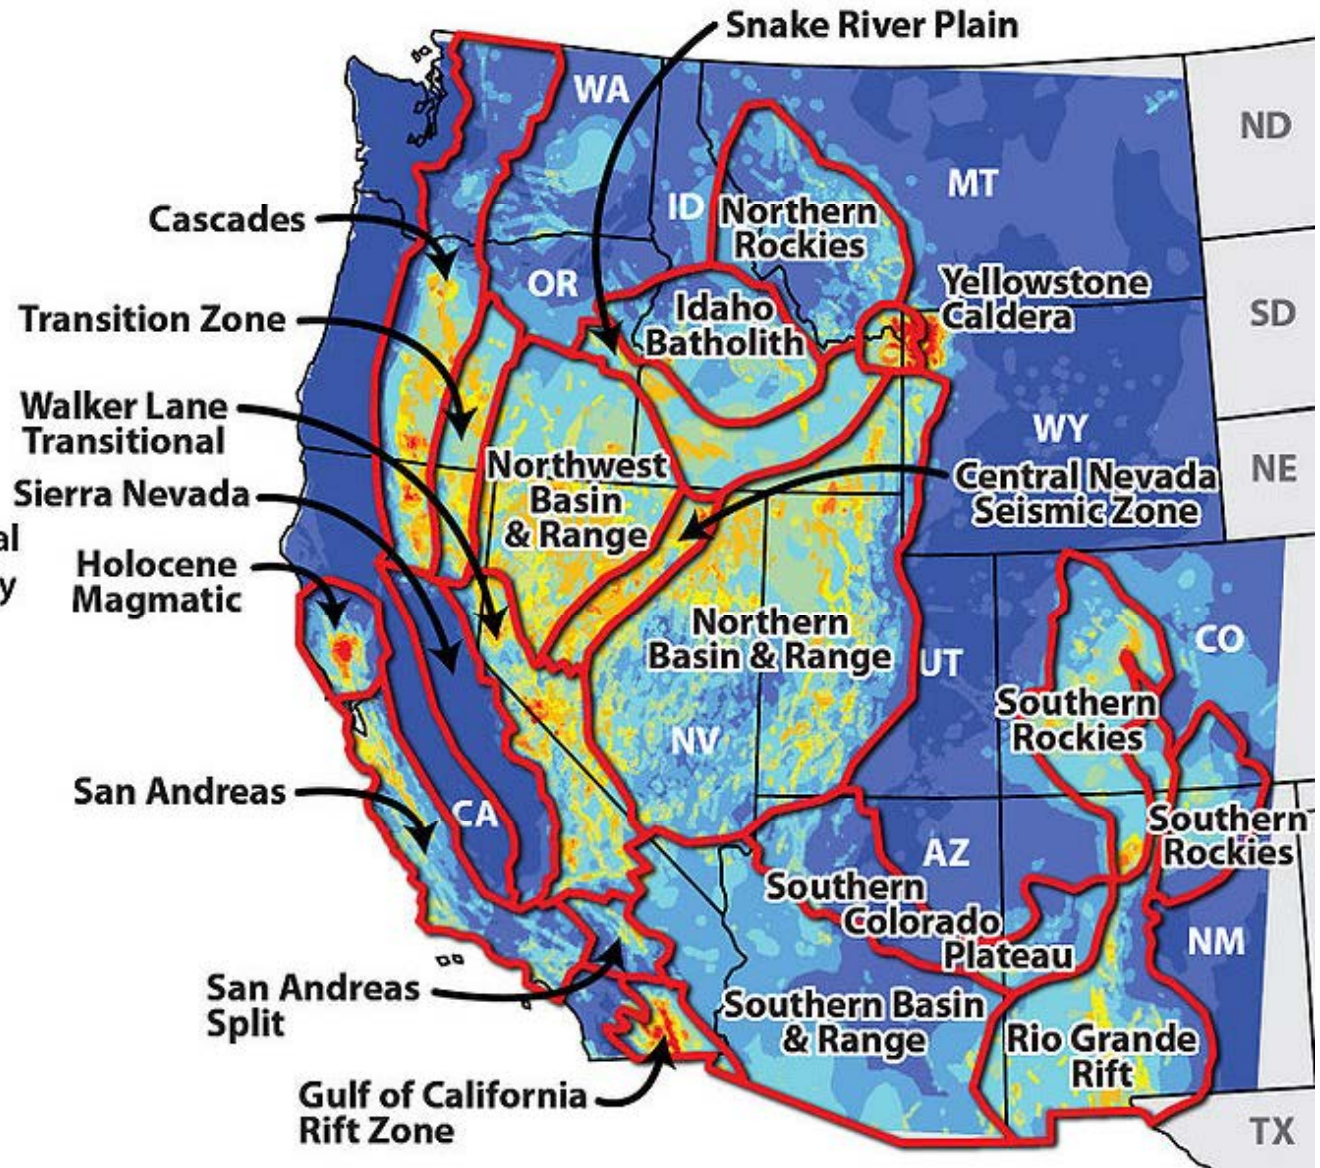 Snake River Plain
WA
ND
MT
ID
Northern
Rockies
Cascades
OR
Yellowstone
Caldera
Idaho
Batholith
SD
Transition Zone
Walker Lane
Transitional
WY
Northwest
Basin
& Range
Central Nevada
Seismic Zone
NE
Sierra Nevada
al
y
Holocene
Magmatic
Northern
Basin & Range
UT
CO
Southern
Rockies
NV
San Andreas
CA
AZ
Southern
Rockies
Southern
Colorado
Plateau
NM
San Andreas
Split
Southern Basin
& Range
Rio Grande
Rift
Gulf of California
Rift Zone
TX